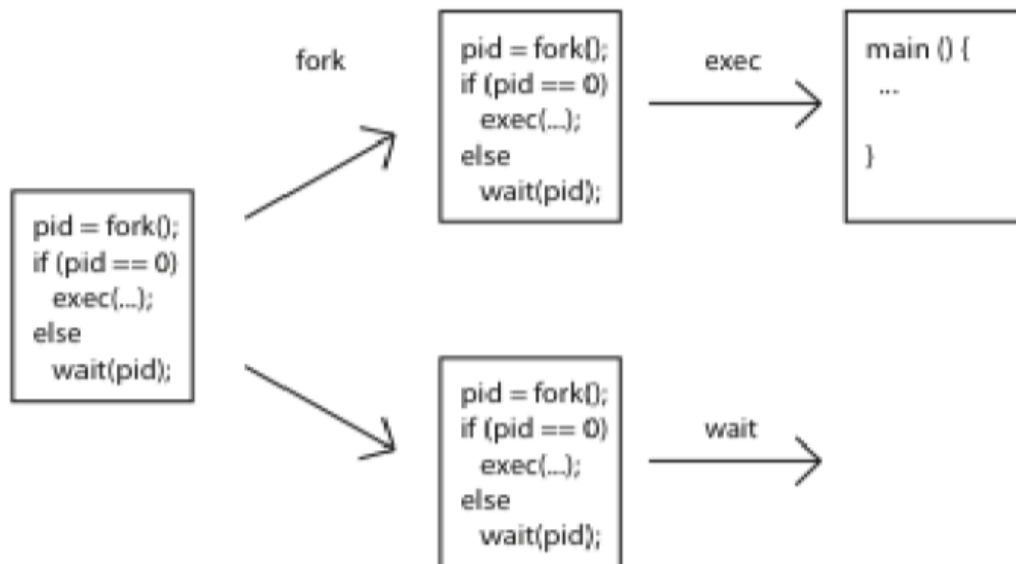 fork
pid = fork();
if (pid == 0)
exec(...);
else
wait(pid);
exec
main () {
...
}
pid = fork();
if (pid == 0)
exec(...);
else
wait(pid);
pid = fork();
if (pid == 0)
exec(...);
else
wait(pid);
wait